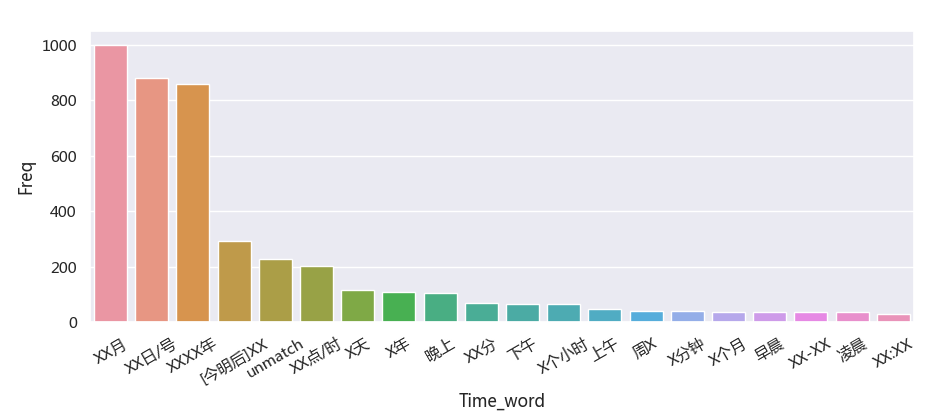 1000
800
600
400
200
0
Freq
XX月
XX日/号
XXXX年
[今明后]XX
unmatch
XX点/时
X天
X年
晚上
XX分
下午
X个小时
上午
周X
X分钟
X个月
早晨
XX-XX
凌晨
XX:XX
Time_word